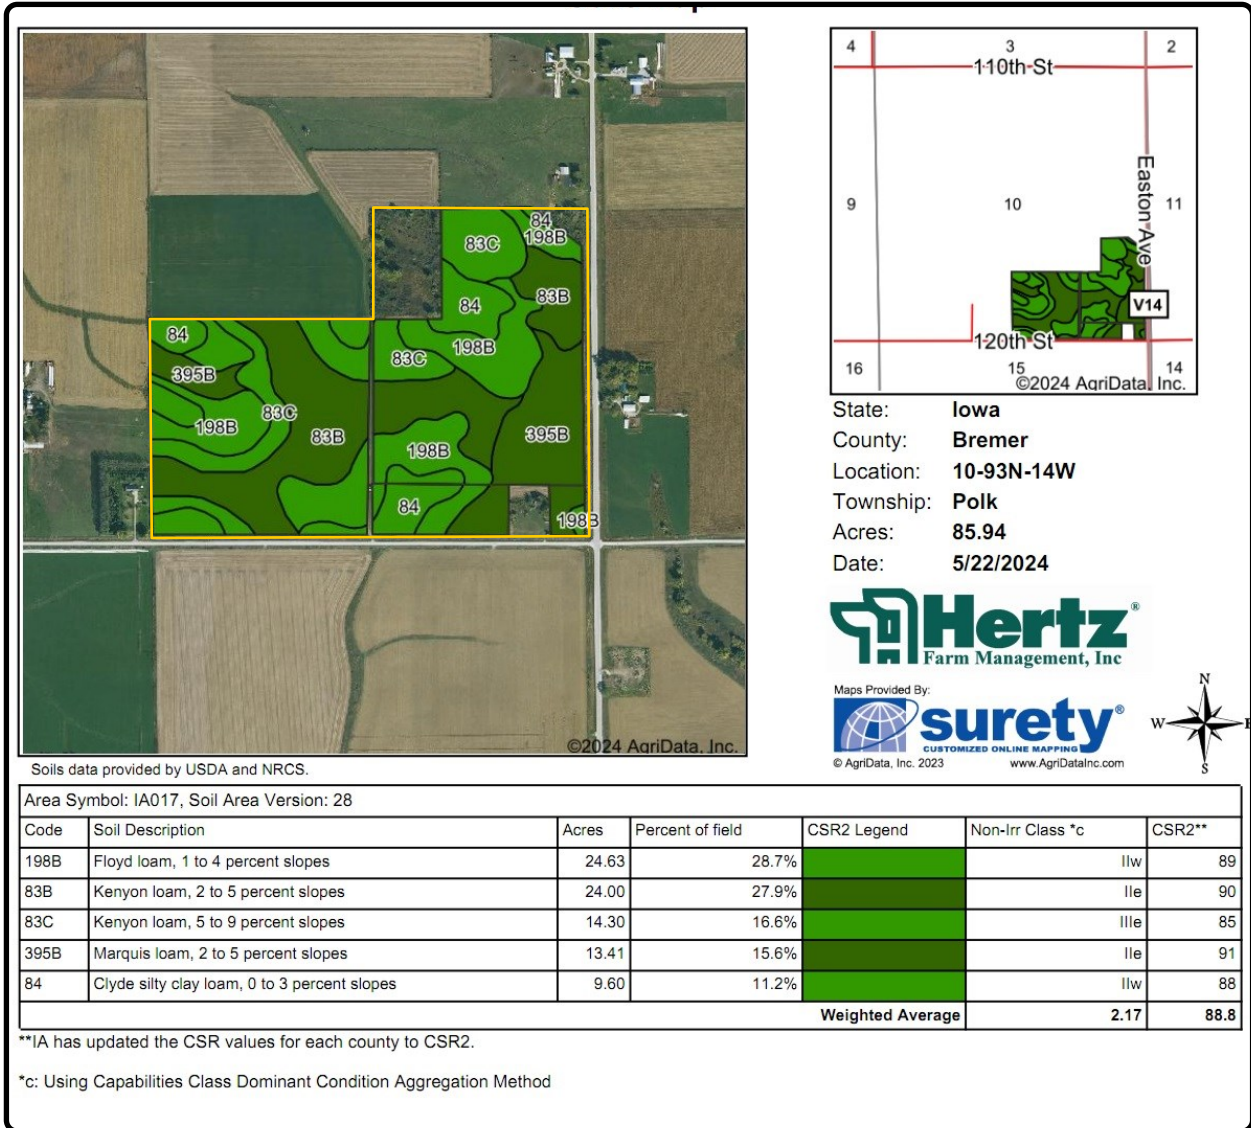 84
198B
83C
83B
84
84
198B
83C
395B
83C
198B
83B
395B
198B
84
198B
©2024 AgriData, Inc.
Soils data provided by USDA and NRCS.
4 3 2
110th St
Easton Ave
9 10 11
V14
120th St
16 15 14
©2024 AgriData, Inc.
State: Iowa
County: Bremer
Location: 10-93N-14W
Township: Polk
Acres: 85.94
Date: 5/22/2024
Hertz®
Farm Management, Inc
Maps Provided By:
surety®
CUSTOMIZED ONLINE MAPPING
© AgriData, Inc. 2023 www.AgriDataInc.com
N
W E
S
Area Symbol: IA017, Soil Area Version: 28
Code Soil Description Acres Percent of field CSR2 Legend Non-Irr Class *c CSR2**
198B Floyd loam, 1 to 4 percent slopes 24.63 28.7% IIw 89
83B Kenyon loam, 2 to 5 percent slopes 24.00 27.9% IIe 90
83C Kenyon loam, 5 to 9 percent slopes 14.30 16.6% IIIe 85
395B Marquis loam, 2 to 5 percent slopes 13.41 15.6% IIe 91
84 Clyde silty clay loam, 0 to 3 percent slopes 9.60 11.2% IIw 88
Weighted Average 2.17 88.8
**IA has updated the CSR values for each county to CSR2.
*c: Using Capabilities Class Dominant Condition Aggregation Method